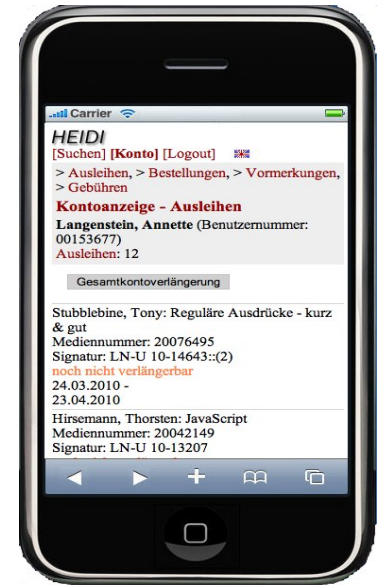 Carrier
HEIDI
[Suchen] [Konto] [Logout]
> Ausleihen, > Bestellungen, > Vormerkungen,
> Gebühren
Kontoanzeige - Ausleihen
Langenstein, Annette (Benutzernummer:
00153677)
Ausleihen: 12
Gesamtkontoverlängerung
Stubblebine, Tony: Reguläre Ausdrücke - kurz
& gut
Mediennummer: 20076495
Signatur: LN-U 10-14643::(2)
noch nicht verlängerbar
24.03.2010 -
23.04.2010
Hirsemann, Thorsten: JavaScript
Mediennummer: 20042149
Signatur: LN-U 10-13207